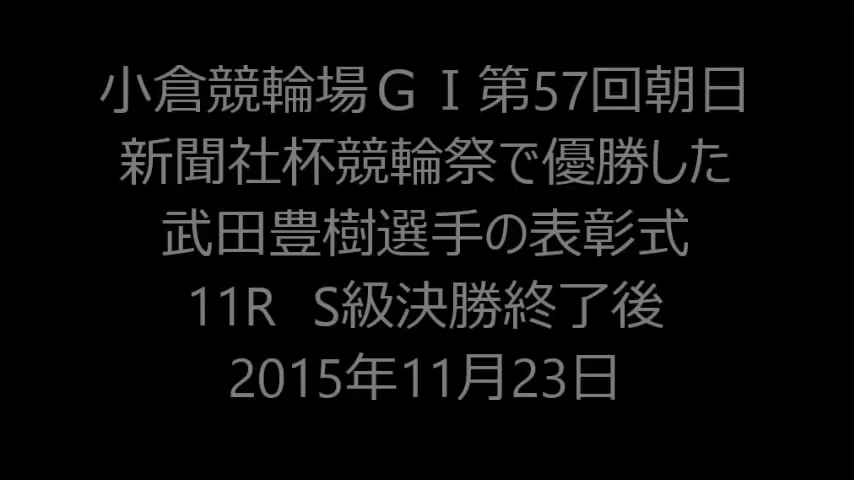 小倉競輪場ＧⅠ第57回朝日
新聞社杯競輪祭で優勝した
武田豊樹選手の表彰式
11R　S級決勝終了後
2015年11月23日